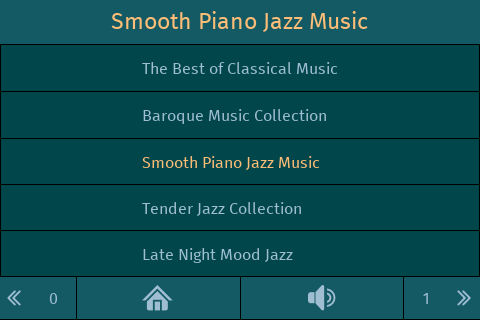 Smooth Piano Jazz Music
The Best of Classical Music
Baroque Music Collection
Smooth Piano Jazz Music
Tender Jazz Collection
Late Night Mood Jazz
0 1